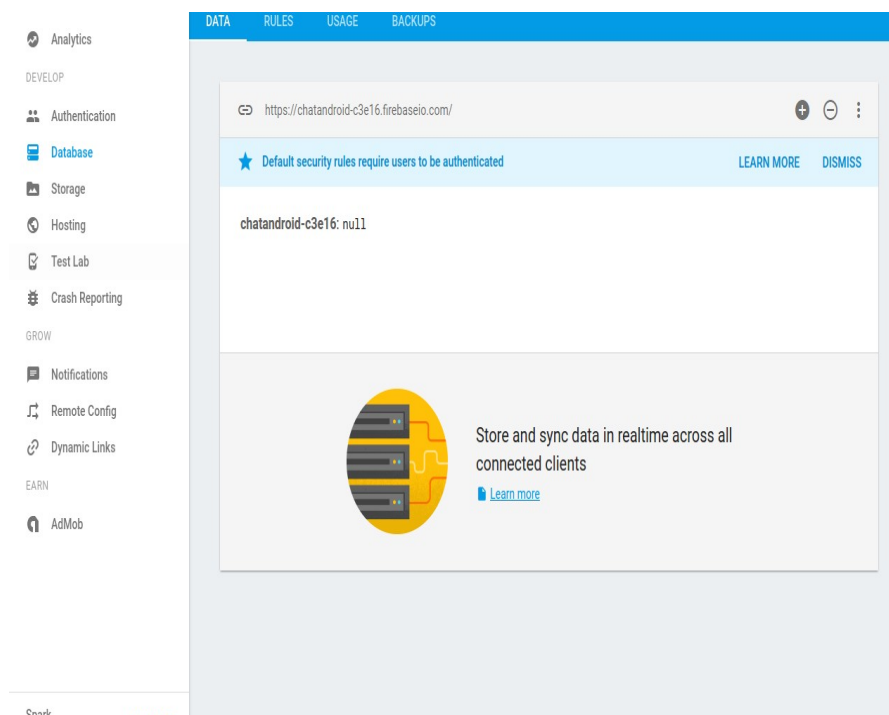 Analytics
DEVELOP
Authentication
Database
Storage
Hosting
Test Lab
Crash Reporting
GROW
Notifications
Remote Config
Dynamic Links
EARN
AdMob
Spark
DATA RULES USAGE BACKUPS
https://chatandroid-c3e16.firebaseio.com/
Default security rules require users to be authenticated LEARN MORE DISMISS
chatandroid-c3e16: null
Store and sync data in realtime across all
connected clients
Learn more